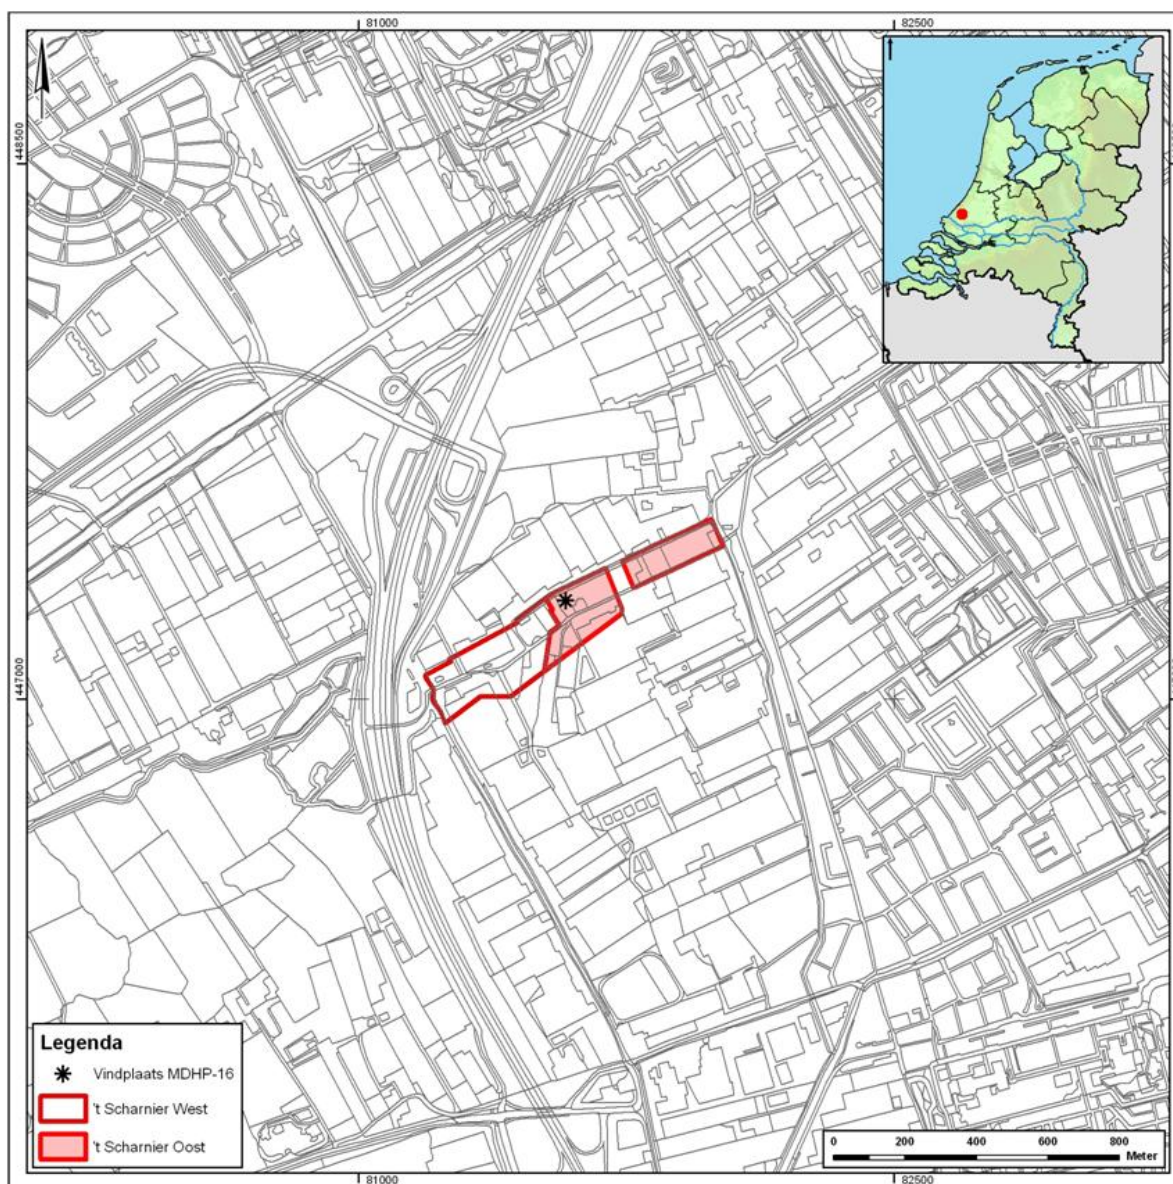 81000
82500
448500
447000
Legenda
Vindplaats MDHP-16
't Scharnier West
't Scharnier Oost
0 200 400 600 800
Meter
81000
82500